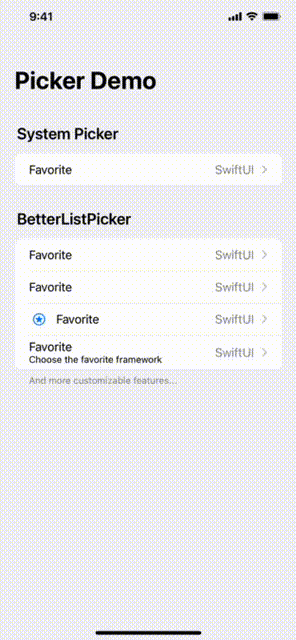 9:41
Picker Demo
System Picker
Favorite SwiftUI
BetterListPicker
Favorite SwiftUI
Favorite SwiftUI
Favorite SwiftUI
Favorite SwiftUI
Choose the favorite framework
And more customizable features...